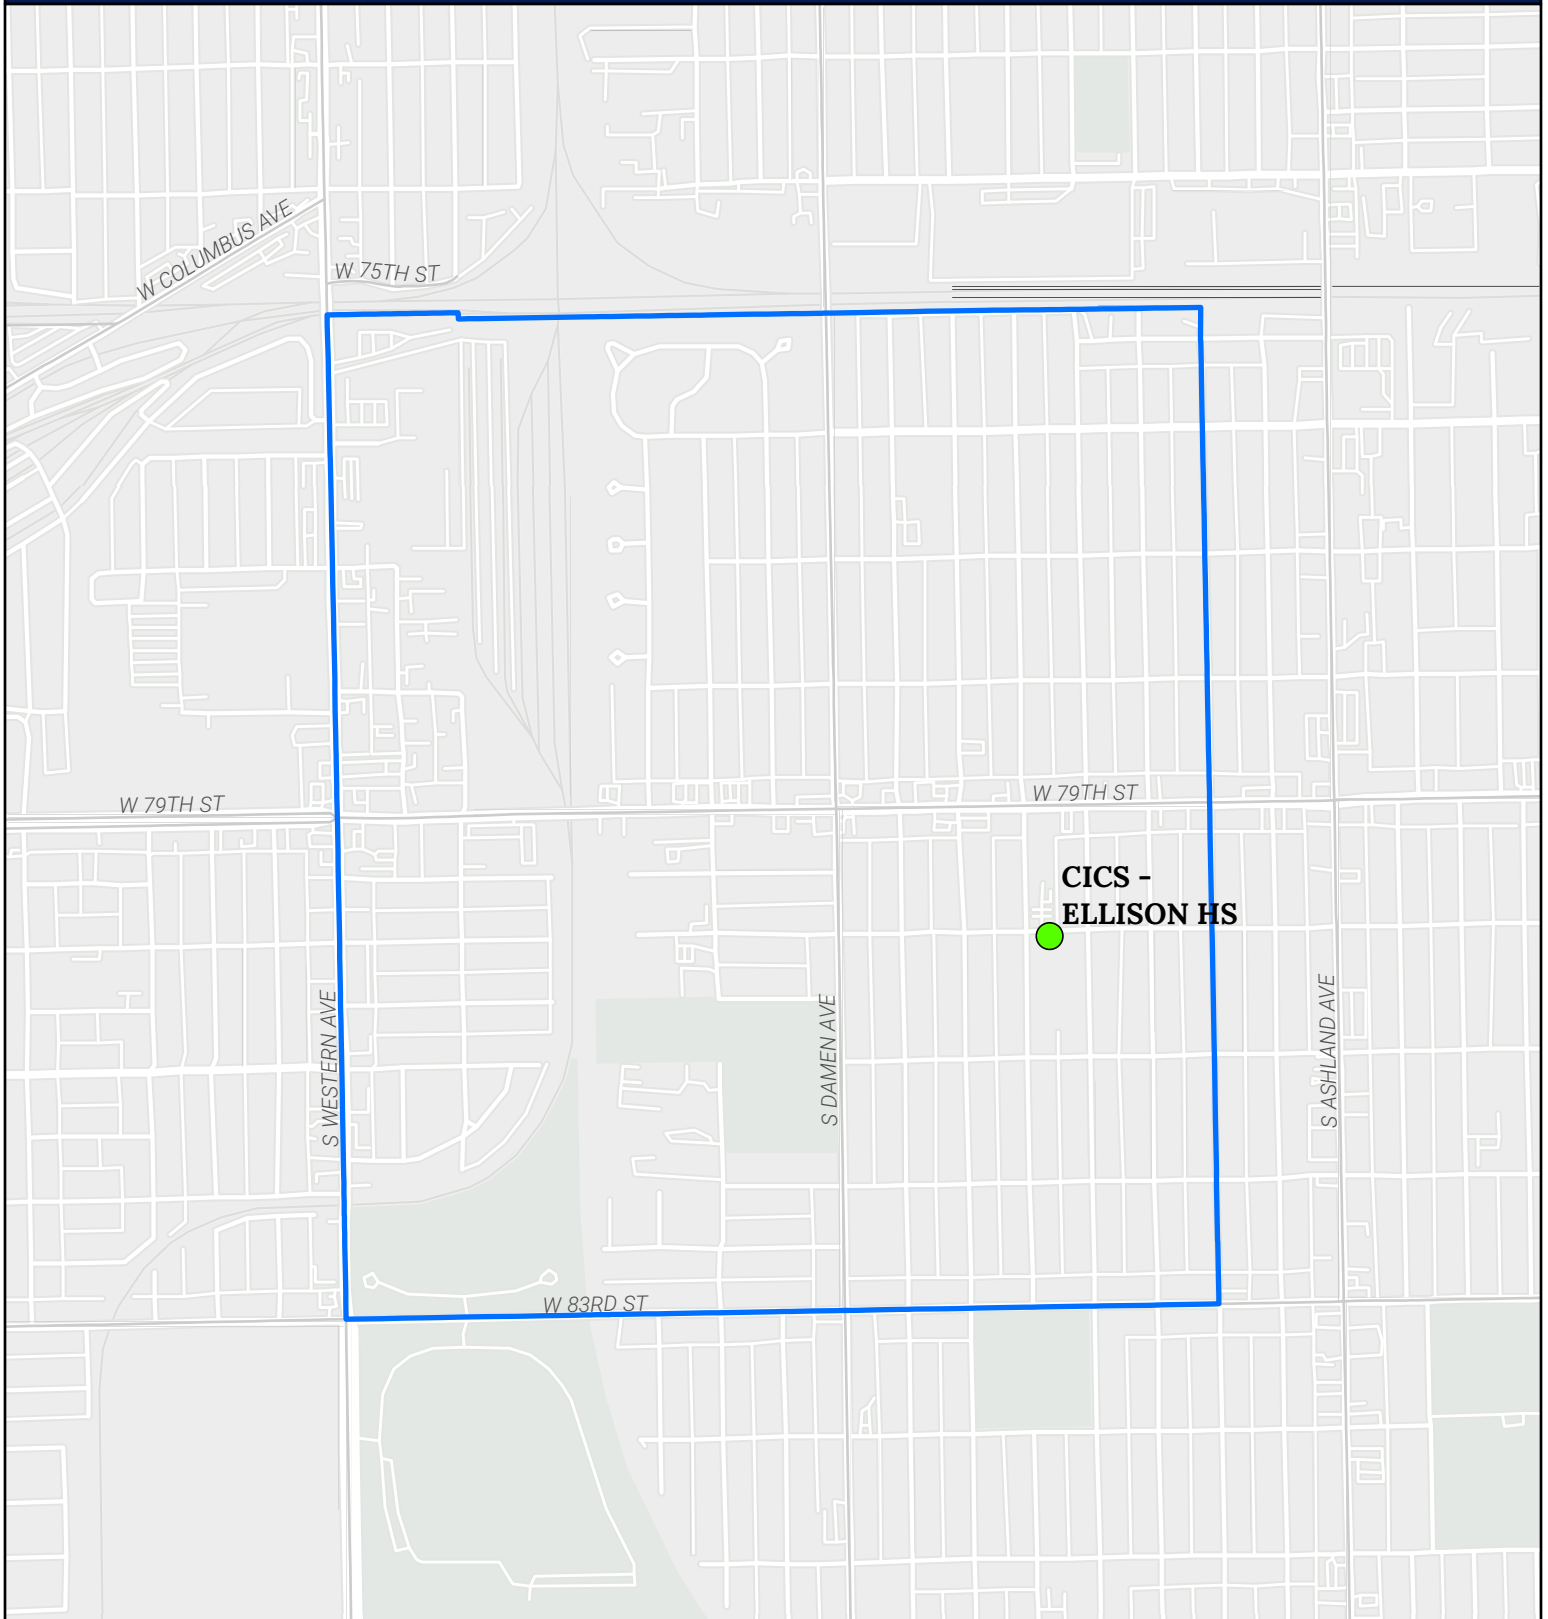 W COLUMBUS AVE
W 75TH ST
W 79TH ST
W 79TH ST
CICS -
ELLISON HS
S WESTERN AVE
S DAMEN AVE
S ASHLAND AVE
W 83RD ST